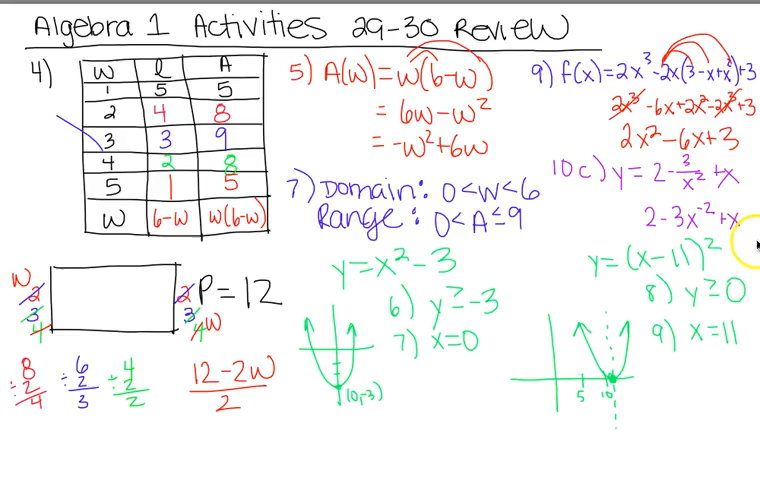 Algebra 1 Activities 29-30 Review
4)
W l A
1 5 5
2 4 8
3 3 9
4 2 8
5 1 5
W 6-W W(6-W)
5) A(W) = W(6-W)
= 6W - W²
= -W² + 6W
7) Domain: 0 < W < 6
Range: 0 < A ≤ 9
9) f(x) = 2x³ - 2x(3 - x + x²) + 3
2x³ - 6x + 2x² - 2x³ + 3
2x² - 6x + 3
10c) y = 2 - 3/x² + x
2 - 3x⁻² + x
W
2 2 P = 12
3 3
4 4 W
8 6 4
÷2 ÷2 ÷2
4 3 2
12-2W
2
y = x² - 3
6) y ≥ -3
7) x = 0
(0,-3)
y = (x - 11)²
8) y ≥ 0
9) x = 11
5 10